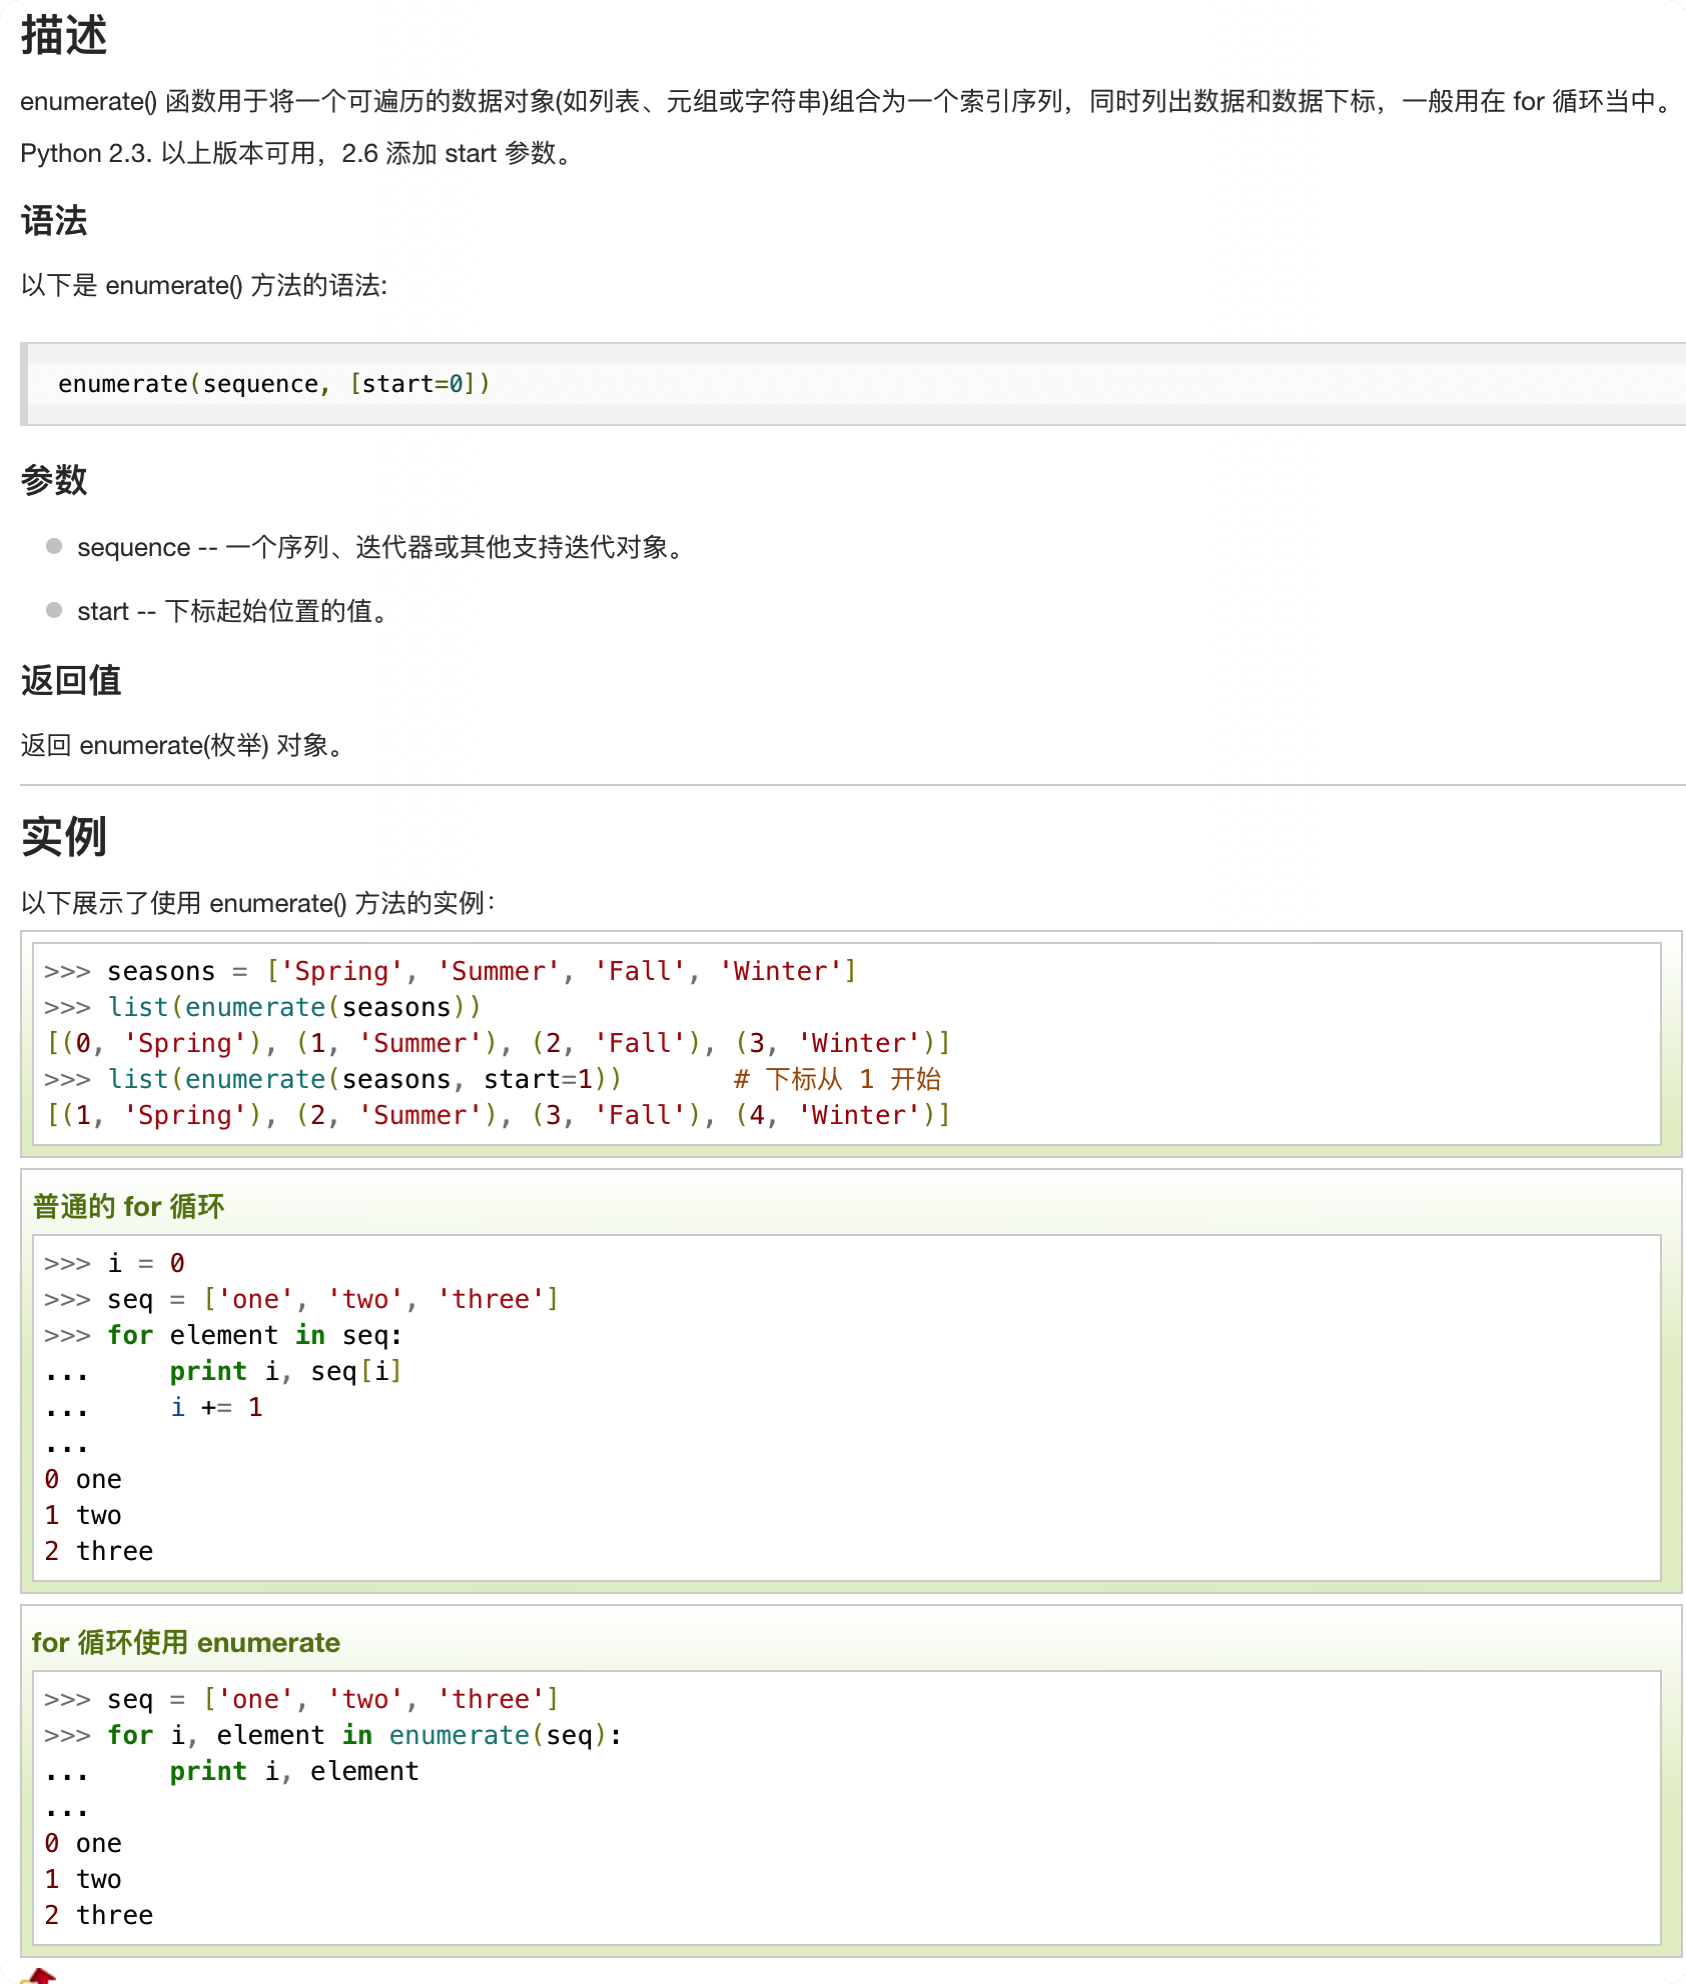 描述
enumerate() 函数用于将一个可遍历的数据对象(如列表、元组或字符串)组合为一个索引序列，同时列出数据和数据下标，一般用在 for 循环当中。
Python 2.3. 以上版本可用，2.6 添加 start 参数。
语法
以下是 enumerate() 方法的语法:
enumerate(sequence, [start=0])
参数
sequence -- 一个序列、迭代器或其他支持迭代对象。
start -- 下标起始位置的值。
返回值
返回 enumerate(枚举) 对象。
实例
以下展示了使用 enumerate() 方法的实例：
>>> seasons = ['Spring', 'Summer', 'Fall', 'Winter']
>>> list(enumerate(seasons))
[(0, 'Spring'), (1, 'Summer'), (2, 'Fall'), (3, 'Winter')]
>>> list(enumerate(seasons, start=1))       # 下标从 1 开始
[(1, 'Spring'), (2, 'Summer'), (3, 'Fall'), (4, 'Winter')]
普通的 for 循环
>>> i = 0
>>> seq = ['one', 'two', 'three']
>>> for element in seq:
...     print i, seq[i]
...     i += 1
...
0 one
1 two
2 three
for 循环使用 enumerate
>>> seq = ['one', 'two', 'three']
>>> for i, element in enumerate(seq):
...     print i, element
...
0 one
1 two
2 three